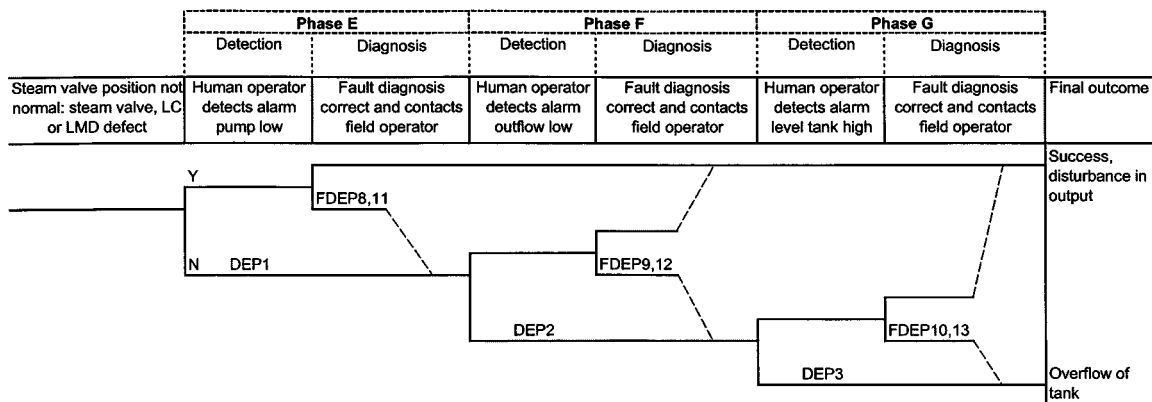 Phase E
Phase F
Phase G
Detection
Diagnosis
Detection
Diagnosis
Detection
Diagnosis
Steam valve position not
normal: steam valve, LC
or LMD defect
Human operator
detects alarm
pump low
Fault diagnosis
correct and contacts
field operator
Human operator
detects alarm
outflow low
Fault diagnosis
correct and contacts
field operator
Human operator
detects alarm
level tank high
Fault diagnosis
correct and contacts
field operator
Final outcome
Success,
disturbance in
output
Y
FDEP8,11
N
DEP1
FDEP9,12
DEP2
FDEP10,13
DEP3
Overflow of
tank